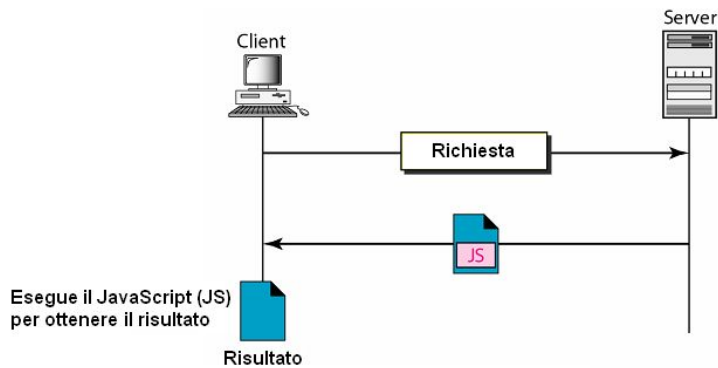 Server
Client
Richiesta
JS
Esegue il JavaScript (JS)
per ottenere il risultato
Risultato